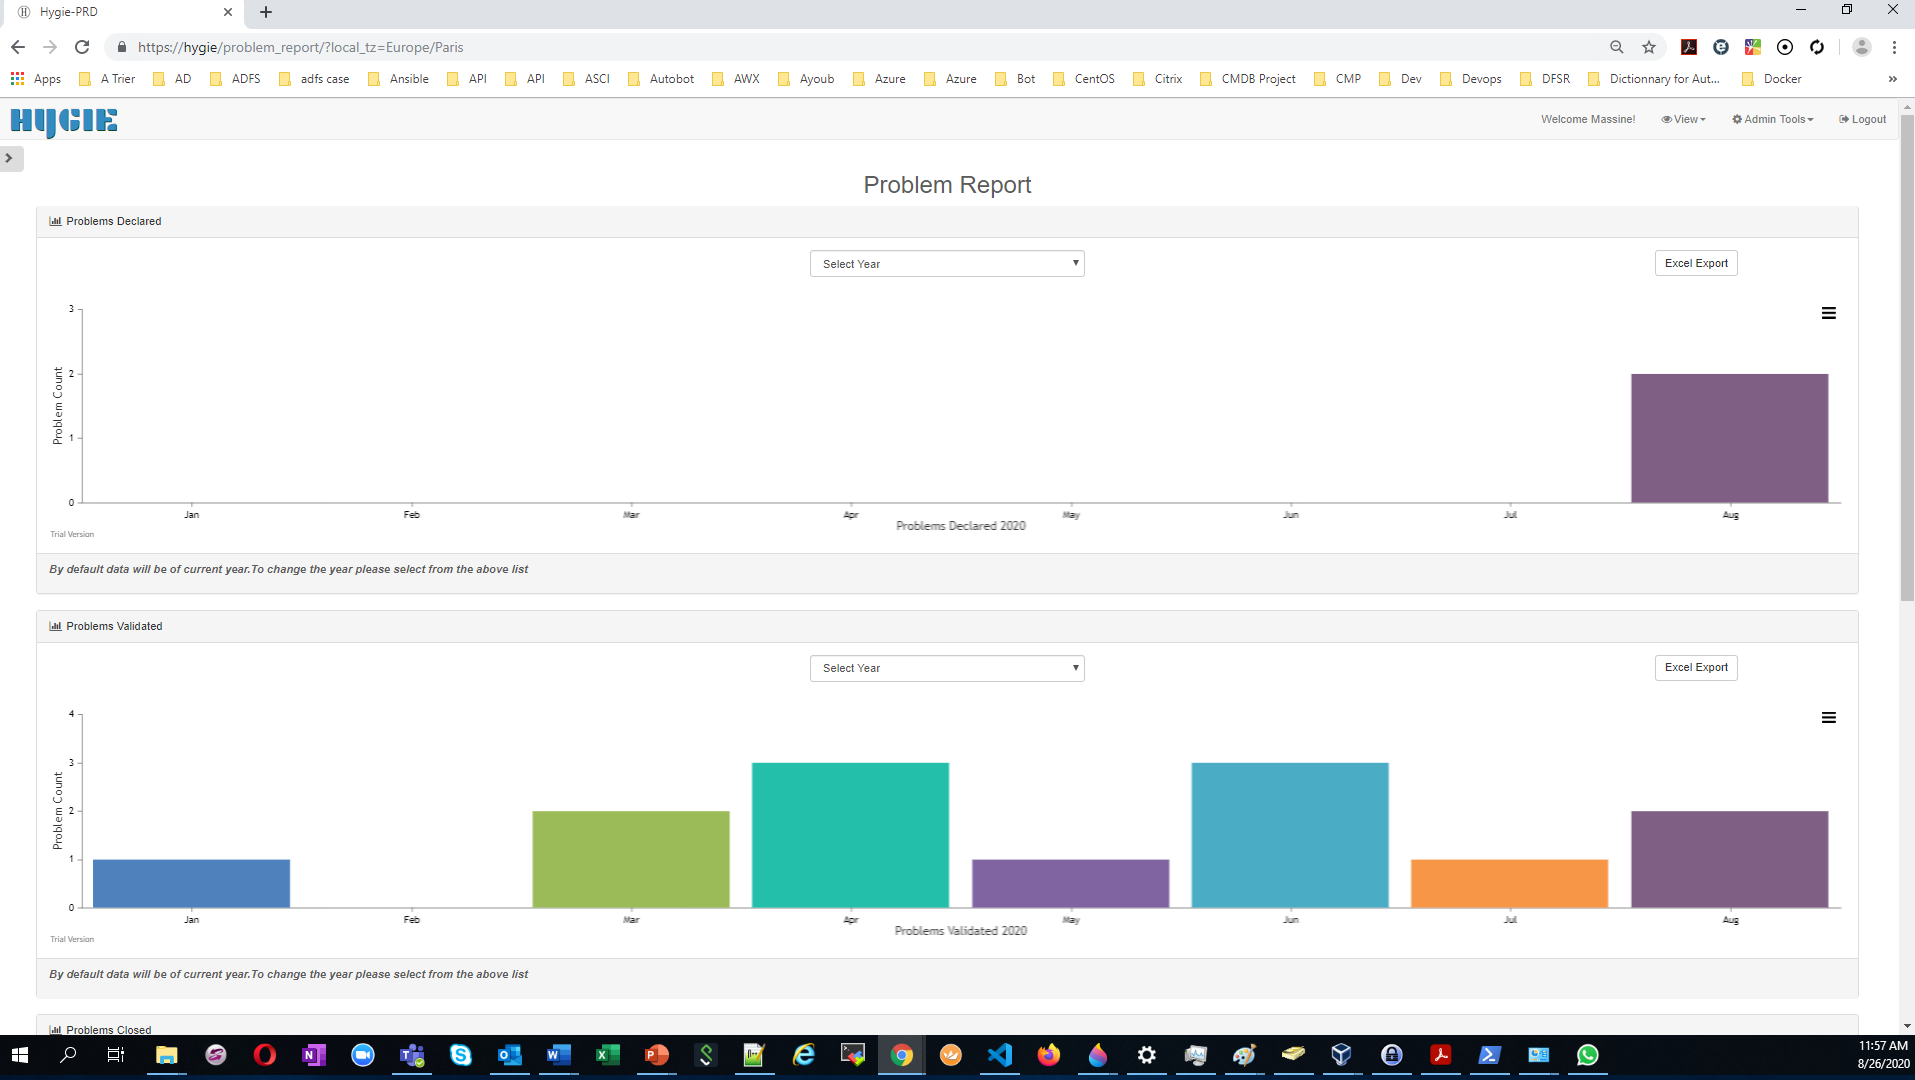 Hygie-PRD
https://hygie/problem_report/?local_tz=Europe/Paris
Apps A Trier AD ADFS adfs case Ansible API API ASCI Autobot AWX Ayoub Azure Azure Bot CentOS Citrix CMDB Project CMP Dev Devops DFSR Dictionnary for Aut... Docker »
HYGIE Welcome Massine! View Admin Tools Logout
Problem Report
Problems Declared
Select Year Excel Export
3
2
1
0
Problem Count
Jan Feb Mar Apr May Jun Jul Aug
Problems Declared 2020
Trial Version
By default data will be of current year.To change the year please select from the above list
Problems Validated
Select Year Excel Export
4
3
2
1
0
Problem Count
Jan Feb Mar Apr May Jun Jul Aug
Problems Validated 2020
Trial Version
By default data will be of current year.To change the year please select from the above list
Problems Closed
11:57 AM
8/26/2020